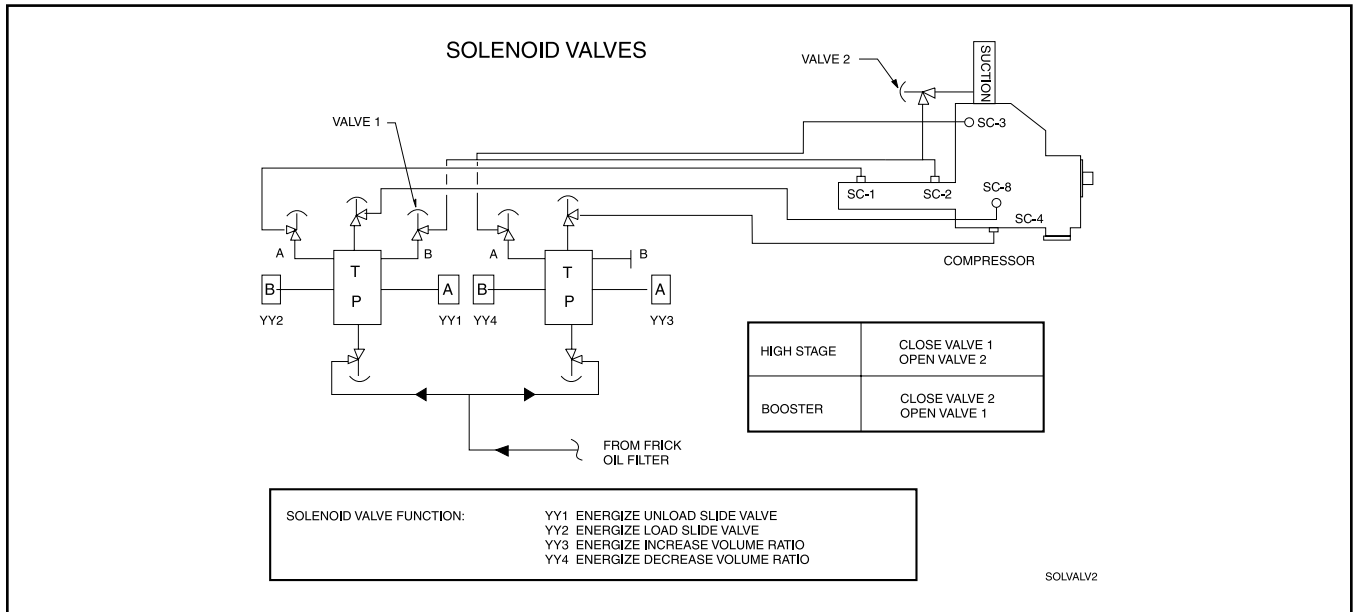 SOLENOID VALVES
VALVE 2
SUCTION
VALVE 1
SC-3
SC-1
SC-2
SC-8
SC-4
COMPRESSOR
A
B
A
B
T
P
T
P
B
A
B
A
YY2
YY1
YY4
YY3
HIGH STAGE
CLOSE VALVE 1
OPEN VALVE 2
BOOSTER
CLOSE VALVE 2
OPEN VALVE 1
FROM FRICK
OIL FILTER
SOLENOID VALVE FUNCTION:
YY1 ENERGIZE UNLOAD SLIDE VALVE
YY2 ENERGIZE LOAD SLIDE VALVE
YY3 ENERGIZE INCREASE VOLUME RATIO
YY4 ENERGIZE DECREASE VOLUME RATIO
SOLVALV2